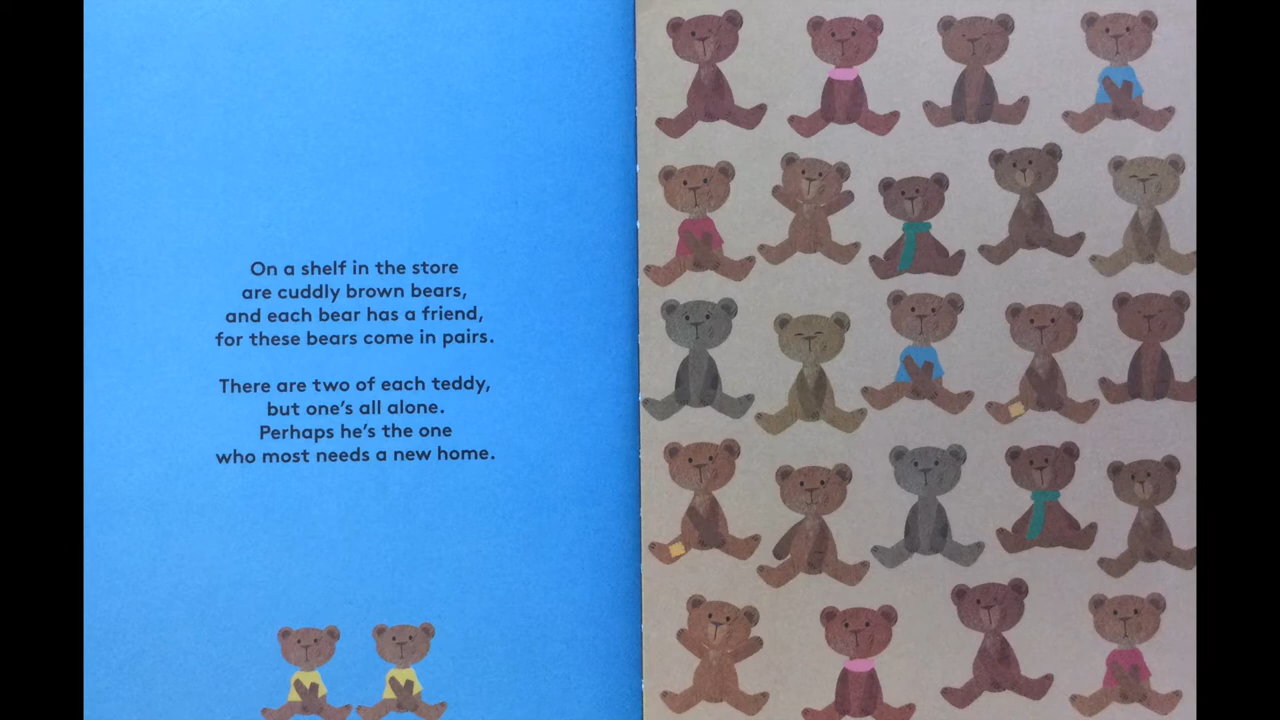 On a shelf in the store
are cuddly brown bears,
and each bear has a friend,
for these bears come in pairs.
There are two of each teddy,
but one's all alone.
Perhaps he's the one
who most needs a new home.